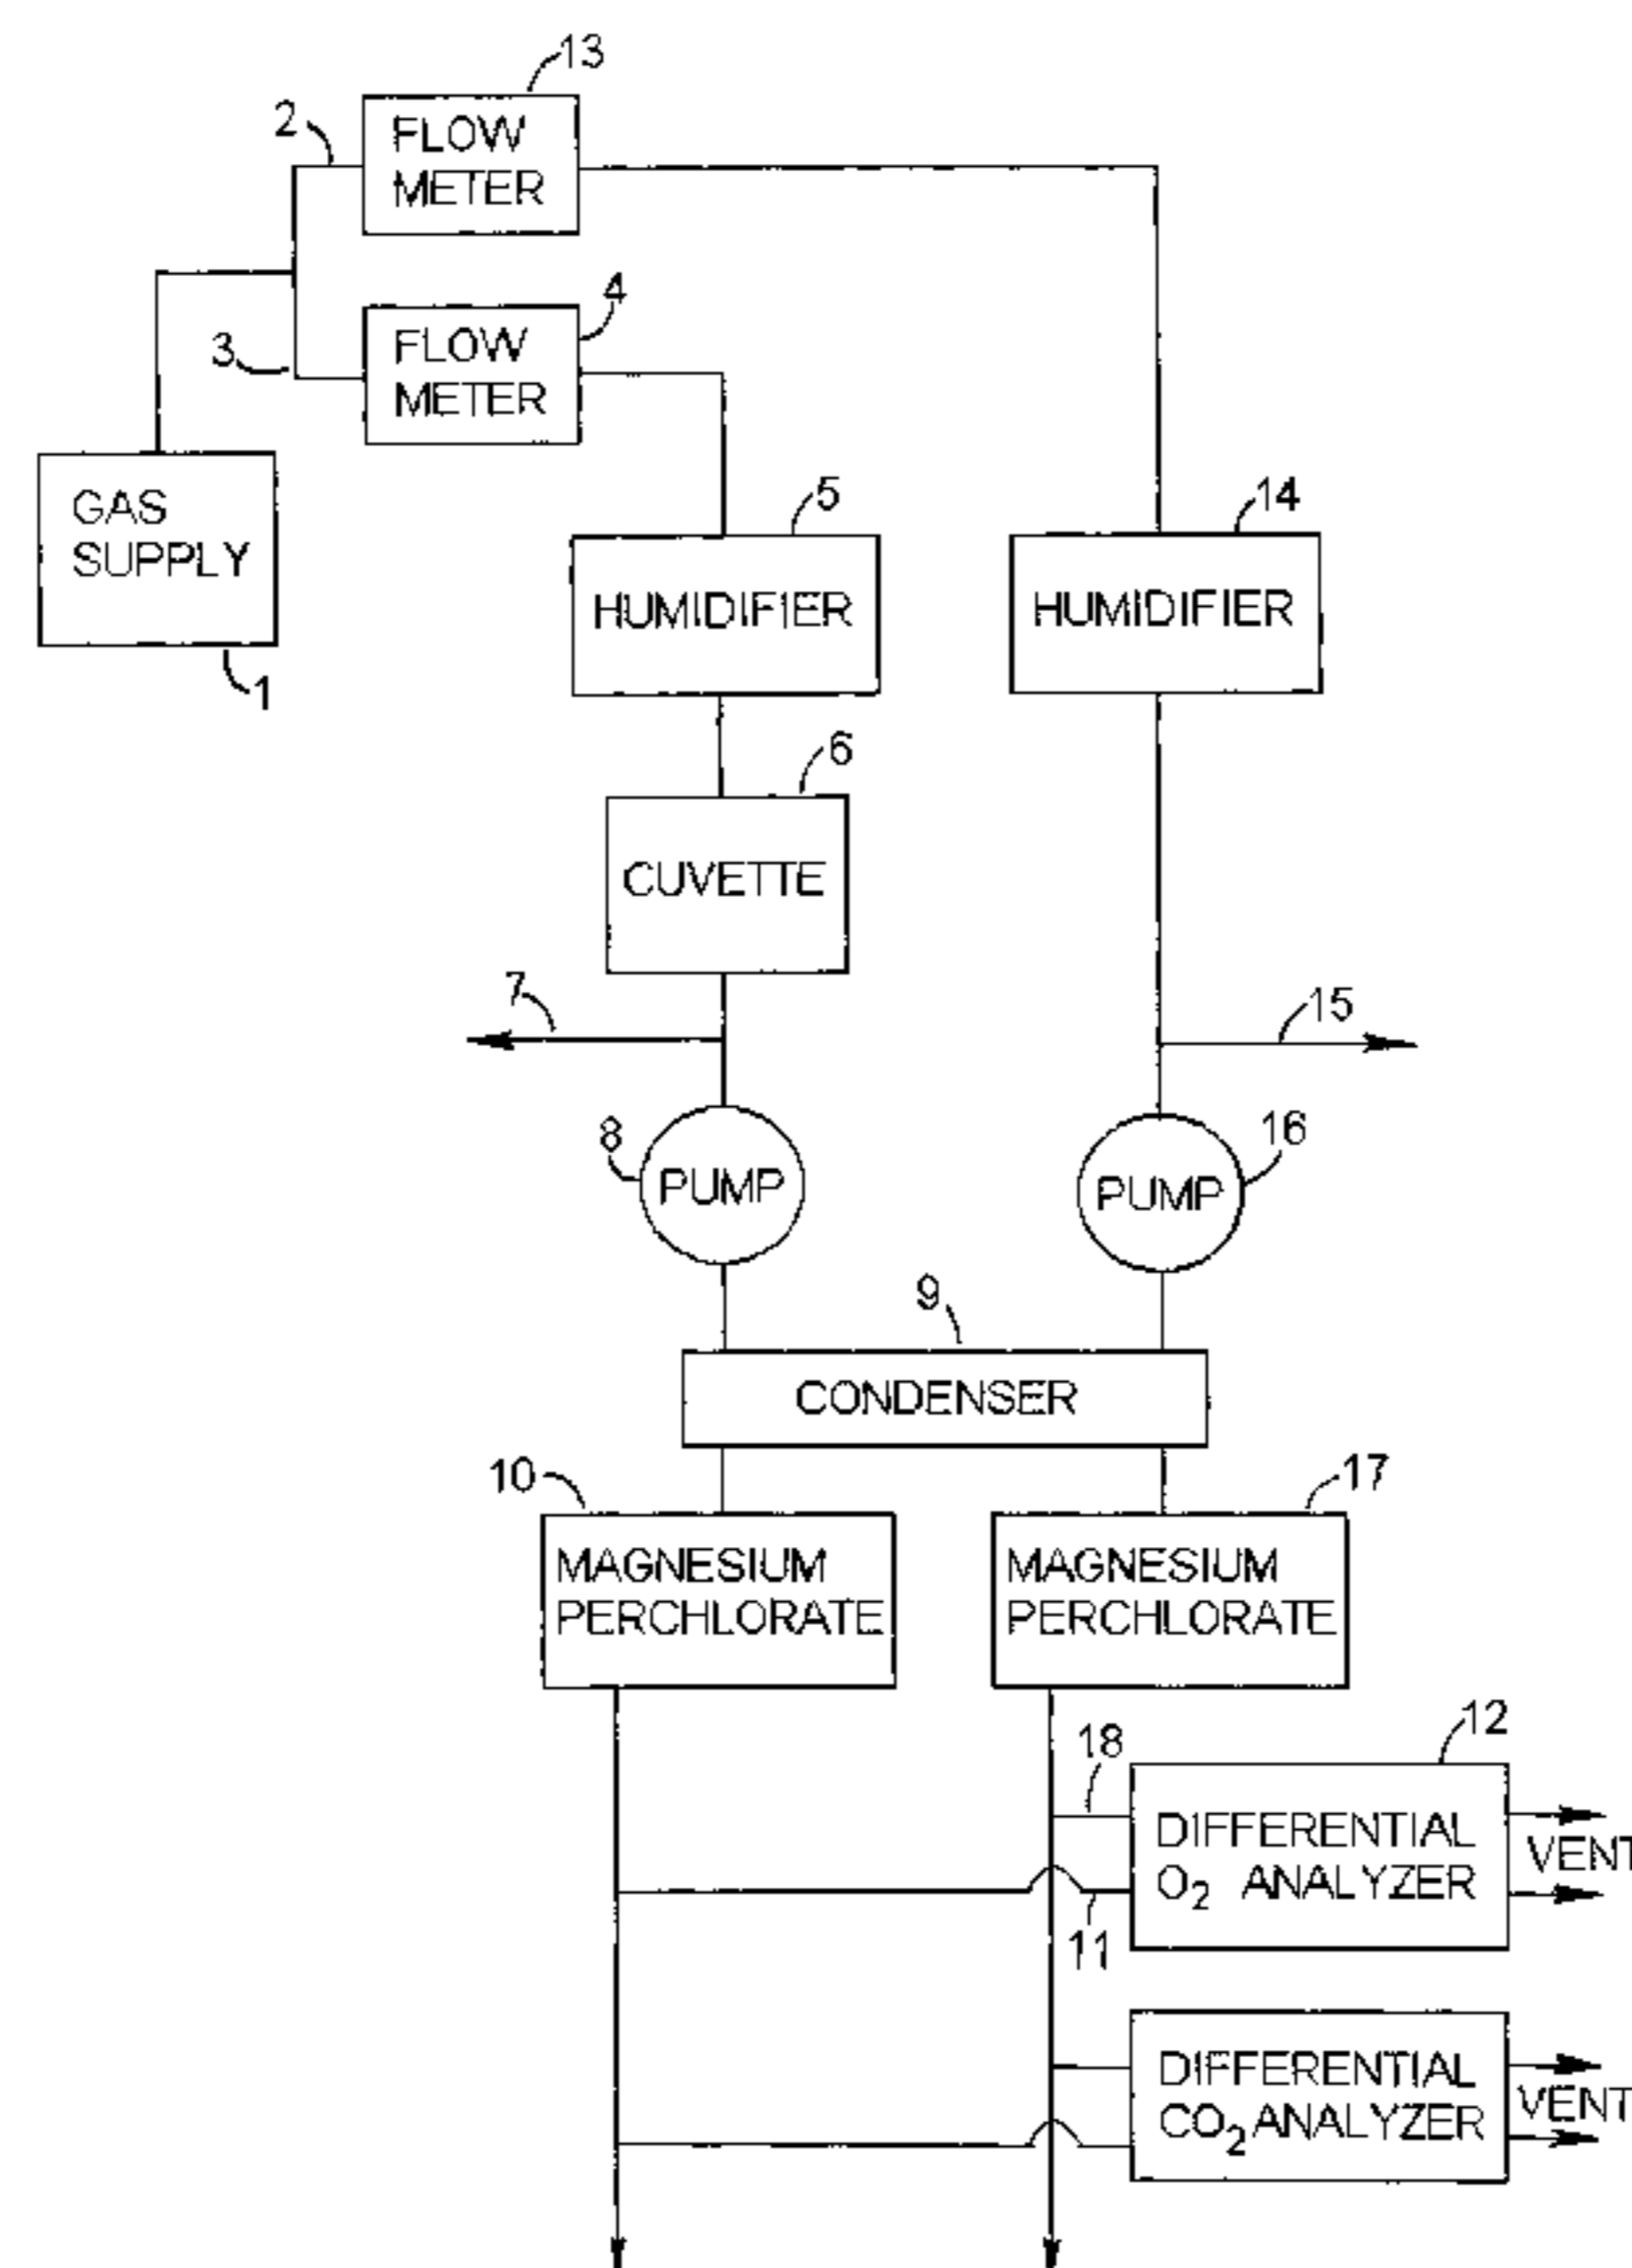 13
2
FLOW
METER
4
FLOW
METER
3
GAS
SUPPLY
1
5
HUMIDIFIER
14
HUMIDIFIER
6
CUVETTE
7
15
8
PUMP
16
PUMP
9
CONDENSER
10
MAGNESIUM
PERCHLORATE
17
MAGNESIUM
PERCHLORATE
18
12
DIFFERENTIAL
O2 ANALYZER
VENT
11
DIFFERENTIAL
CO2 ANALYZER
VENT